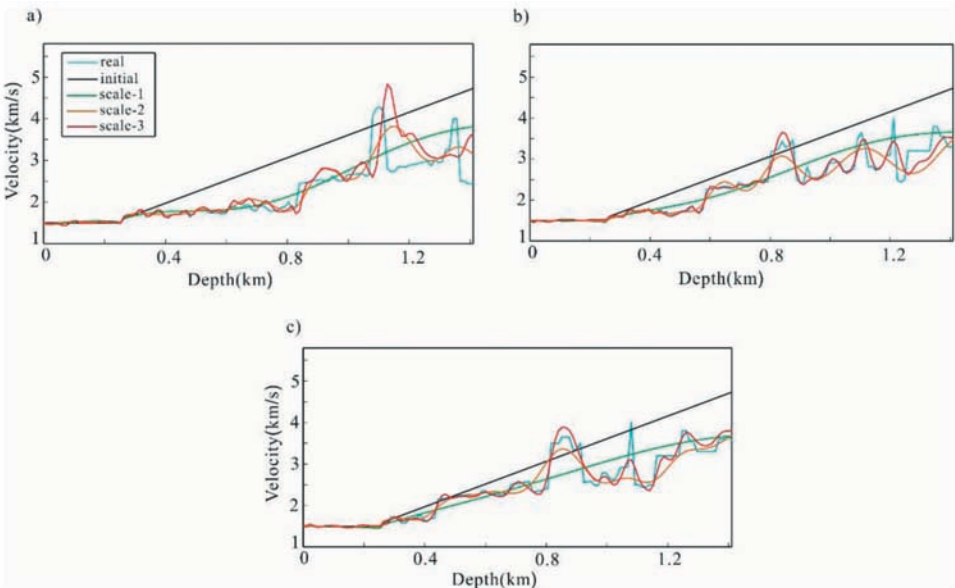 a)
Velocity(km/s)
5
4
3
2
1
real
initial
scale-1
scale-2
scale-3
0 0.4 0.8 1.2
Depth(km)
b)
Velocity(km/s)
5
4
3
2
1
0 0.4 0.8 1.2
Depth(km)
c)
Velocity(km/s)
5
4
3
2
1
0 0.4 0.8 1.2
Depth(km)